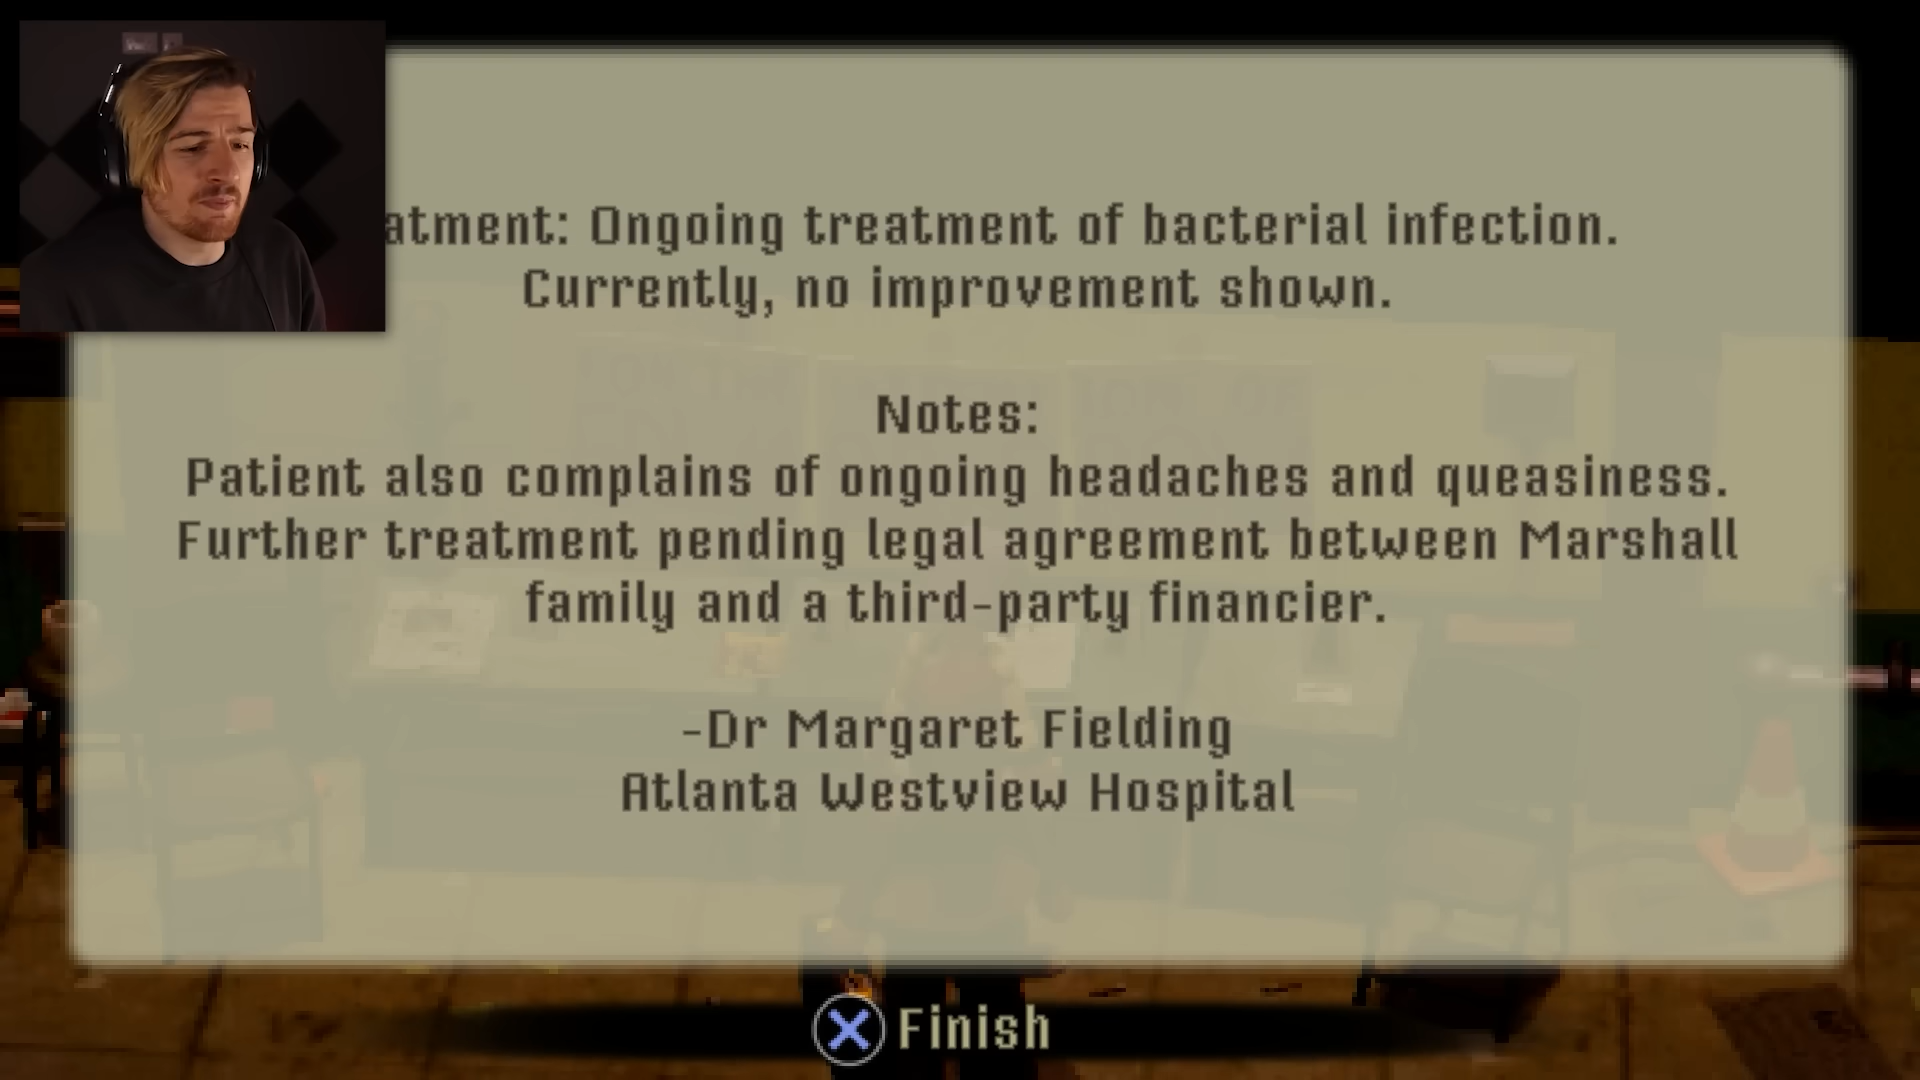 atment: Ongoing treatment of bacterial infection.
Currently, no improvement shown.
Notes:
Patient also complains of ongoing headaches and queasiness.
Further treatment pending legal agreement between Marshall
family and a third-party financier.
-Dr Margaret Fielding
Atlanta Westview Hospital
Finish